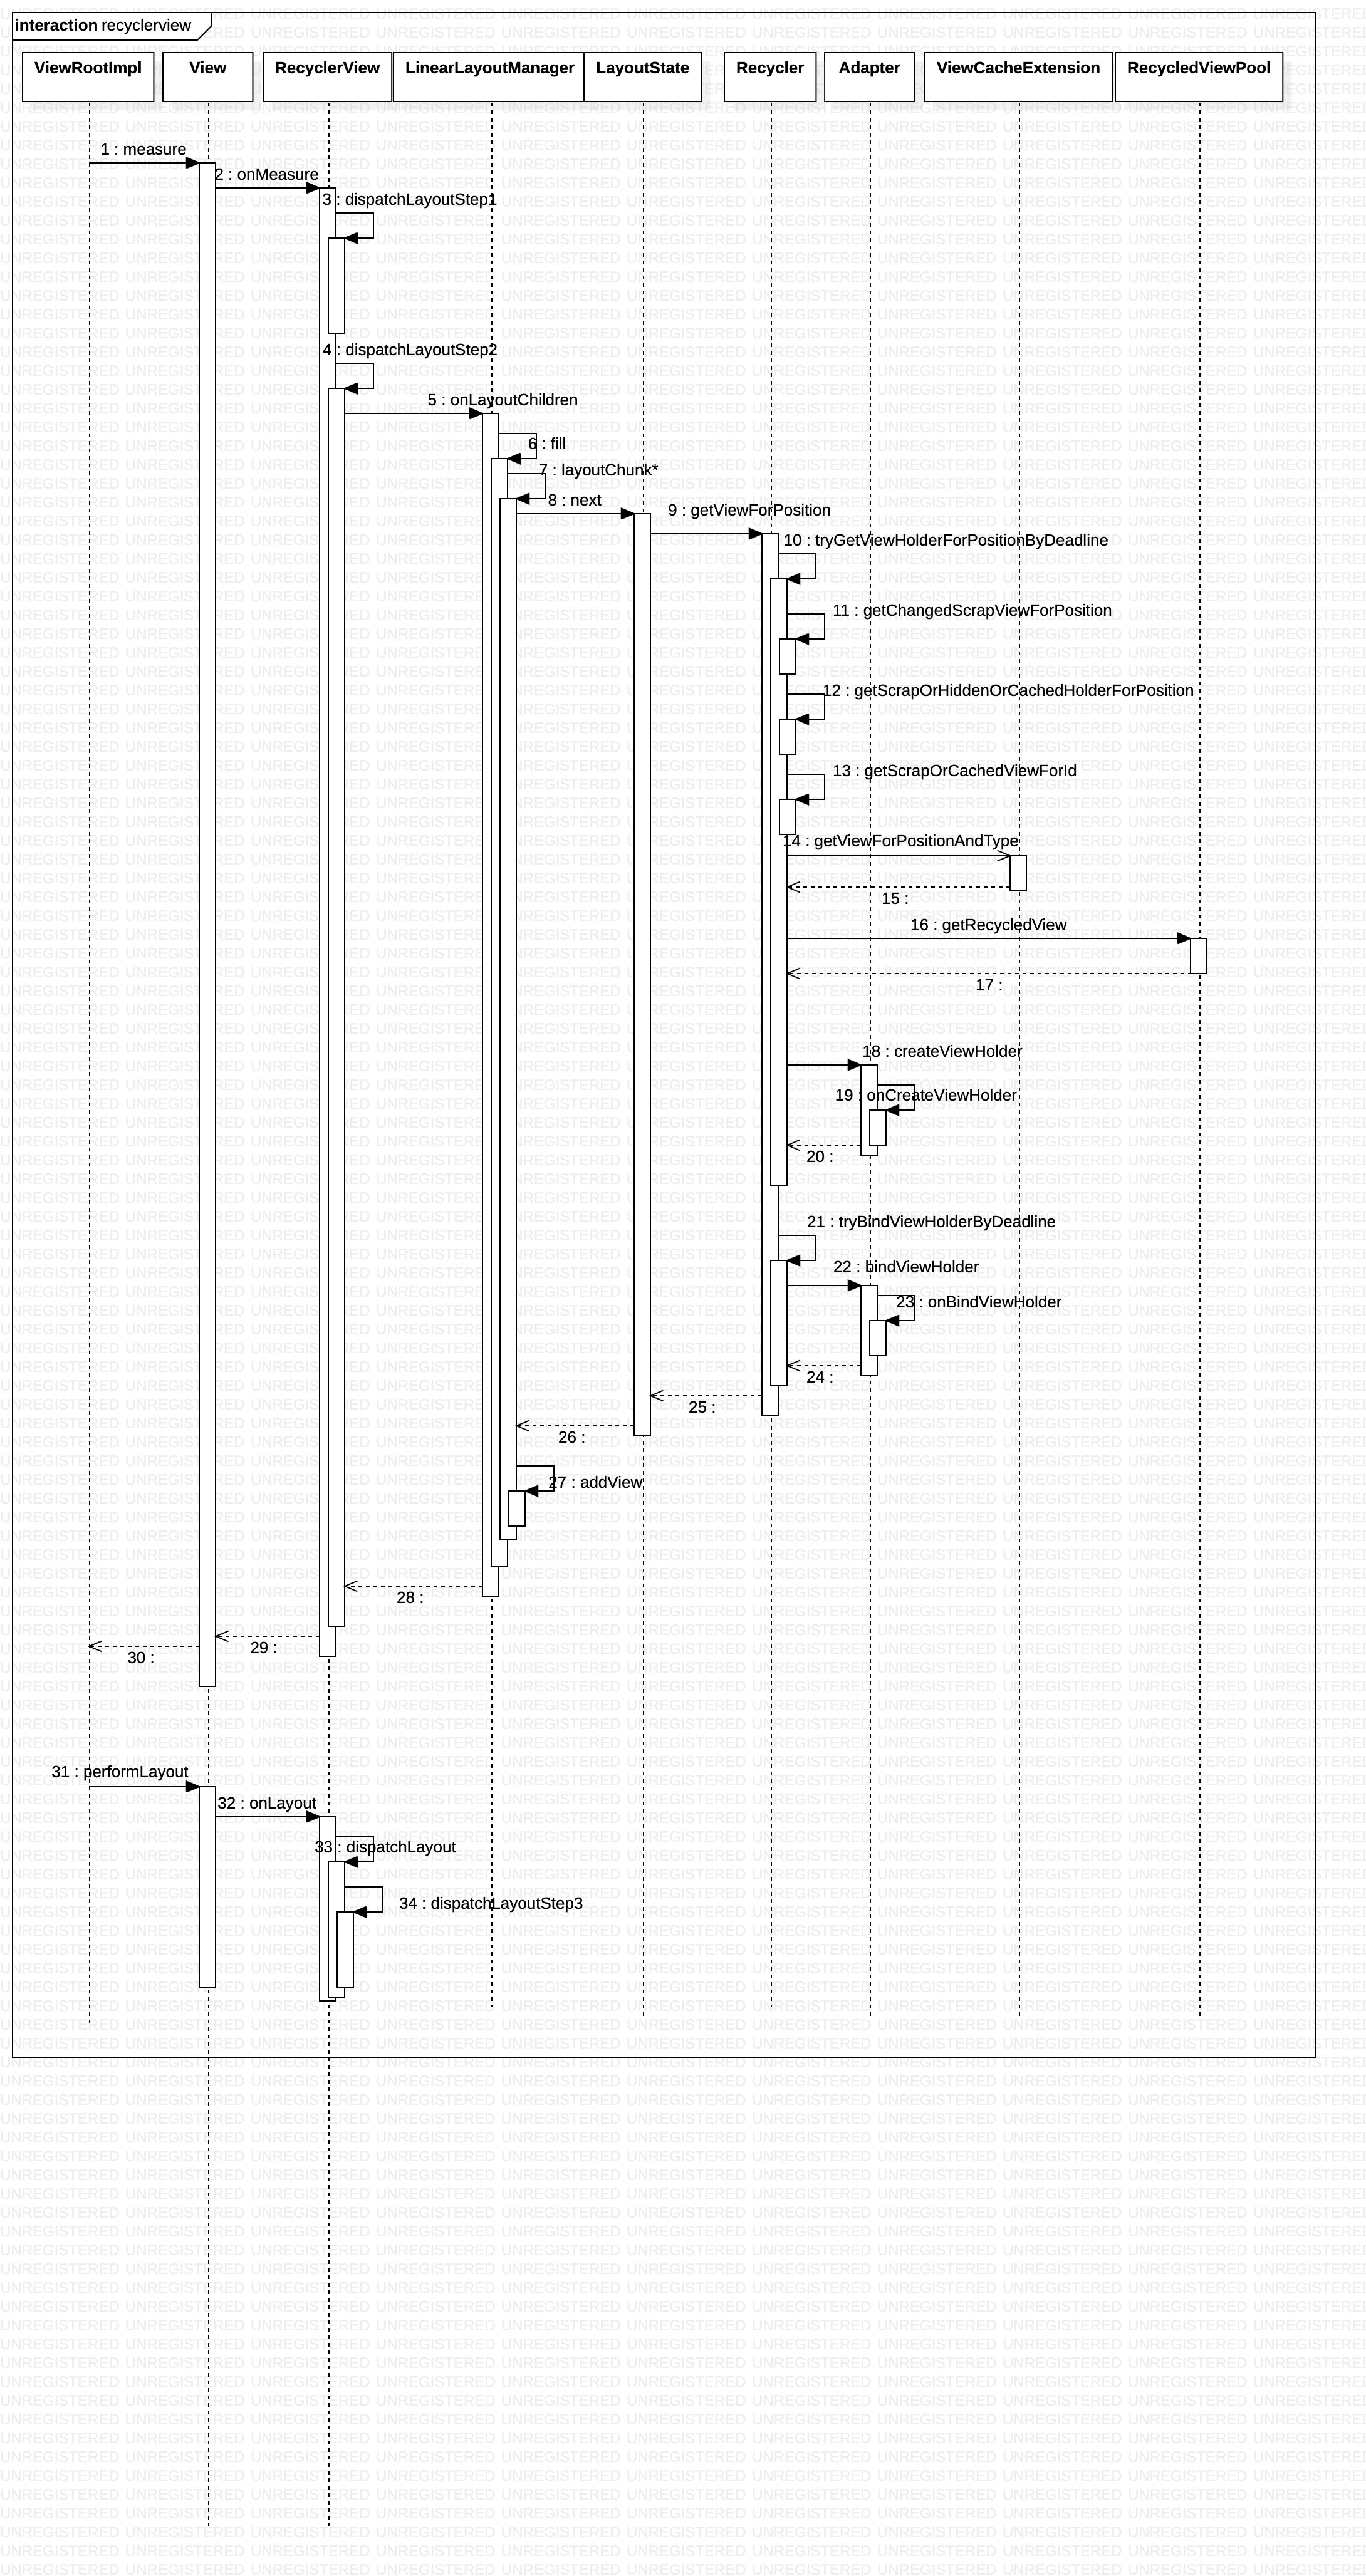 interaction recyclerview
ViewRootImpl
View
RecyclerView
LinearLayoutManager
LayoutState
Recycler
Adapter
ViewCacheExtension
RecycledViewPool
1 : measure
2 : onMeasure
3 : dispatchLayoutStep1
4 : dispatchLayoutStep2
5 : onLayoutChildren
6 : fill
7 : layoutChunk*
8 : next
9 : getViewForPosition
10 : tryGetViewHolderForPositionByDeadline
11 : getChangedScrapViewForPosition
12 : getScrapOrHiddenOrCachedHolderForPosition
13 : getScrapOrCachedViewForId
14 : getViewForPositionAndType
15 :
16 : getRecycledView
17 :
18 : createViewHolder
19 : onCreateViewHolder
20 :
21 : tryBindViewHolderByDeadline
22 : bindViewHolder
23 : onBindViewHolder
24 :
25 :
26 :
27 : addView
28 :
29 :
30 :
31 : performLayout
32 : onLayout
33 : dispatchLayout
34 : dispatchLayoutStep3
UNREGISTERED